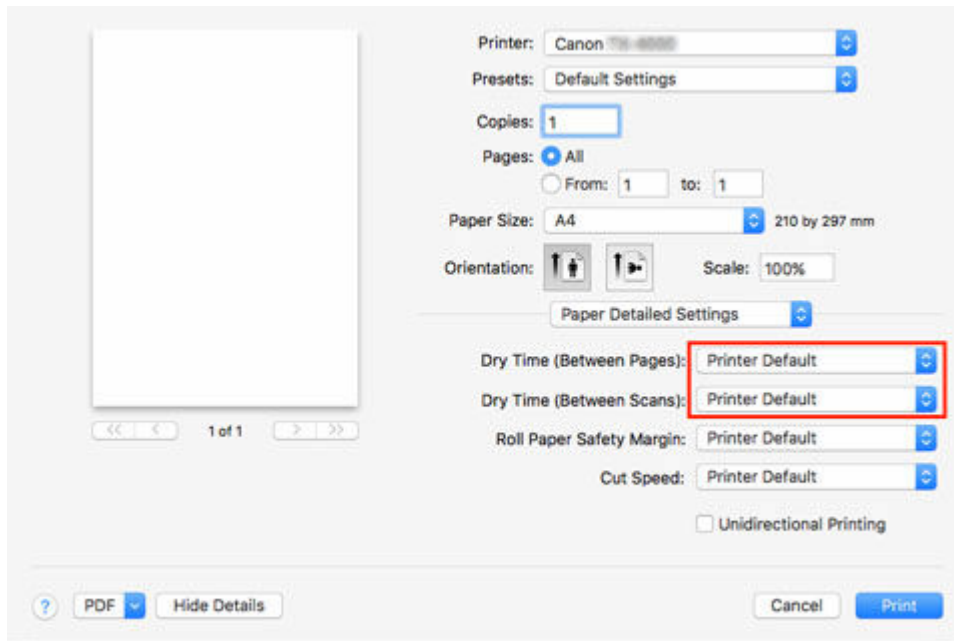 Printer: Canon
Presets: Default Settings
Copies: 1
Pages: All
From: 1 to: 1
Paper Size: A4 210 by 297 mm
Orientation: Scale: 100%
Paper Detailed Settings
Dry Time (Between Pages): Printer Default
Dry Time (Between Scans): Printer Default
1 of 1
Roll Paper Safety Margin: Printer Default
Cut Speed: Printer Default
Unidirectional Printing
? PDF Hide Details Cancel Print